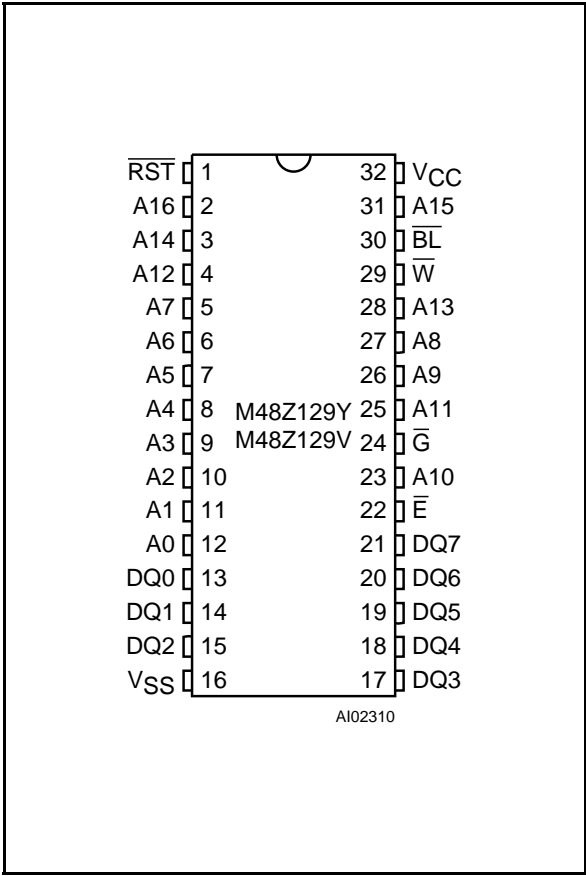 R̅S̅T̅ 1 32 VCC
A16 2 31 A15
A14 3 30 B̅L̅
A12 4 29 W̅
A7 5 28 A13
A6 6 27 A8
A5 7 26 A9
A4 8 M48Z129Y 25 A11
A3 9 M48Z129V 24 G̅
A2 10 23 A10
A1 11 22 E̅
A0 12 21 DQ7
DQ0 13 20 DQ6
DQ1 14 19 DQ5
DQ2 15 18 DQ4
VSS 16 17 DQ3
AI02310